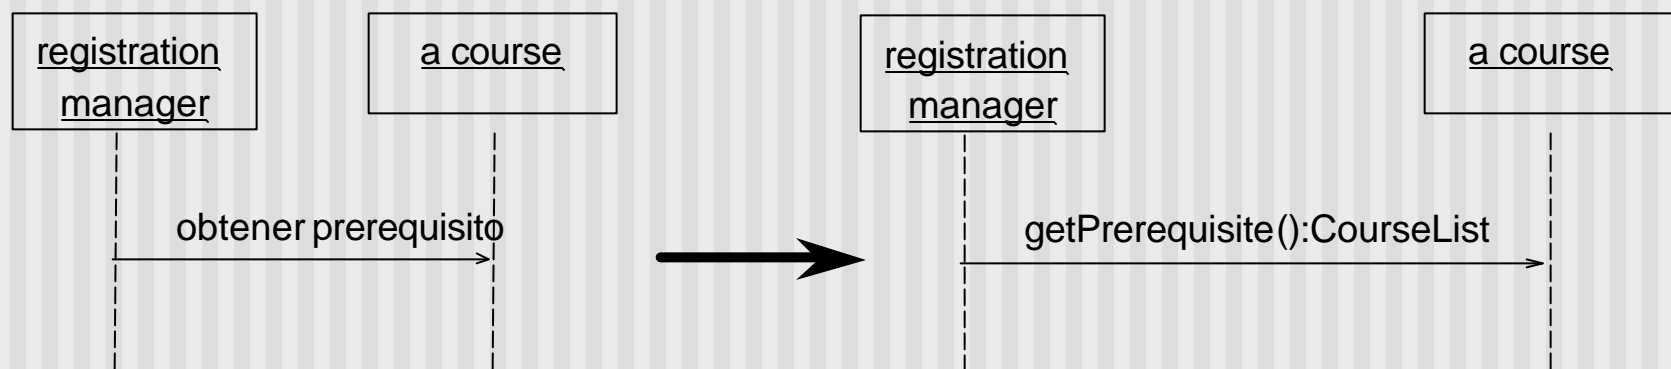 registration
manager
a course
obtener prerequisito
registration
manager
a course
getPrerequisite():CourseList